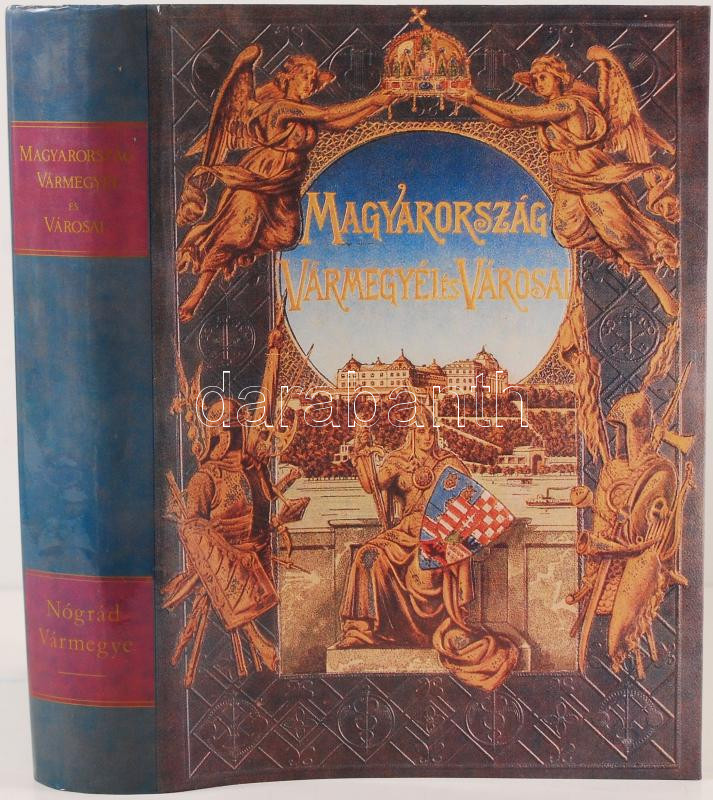 MAGYARORSZÁG
VÁRMEGYÉI
ÉS
VÁROSAI
Nógrád
Vármegye
MAGYARORSZÁG
VÁRMEGYÉI ÉS VÁROSAI
darabanth